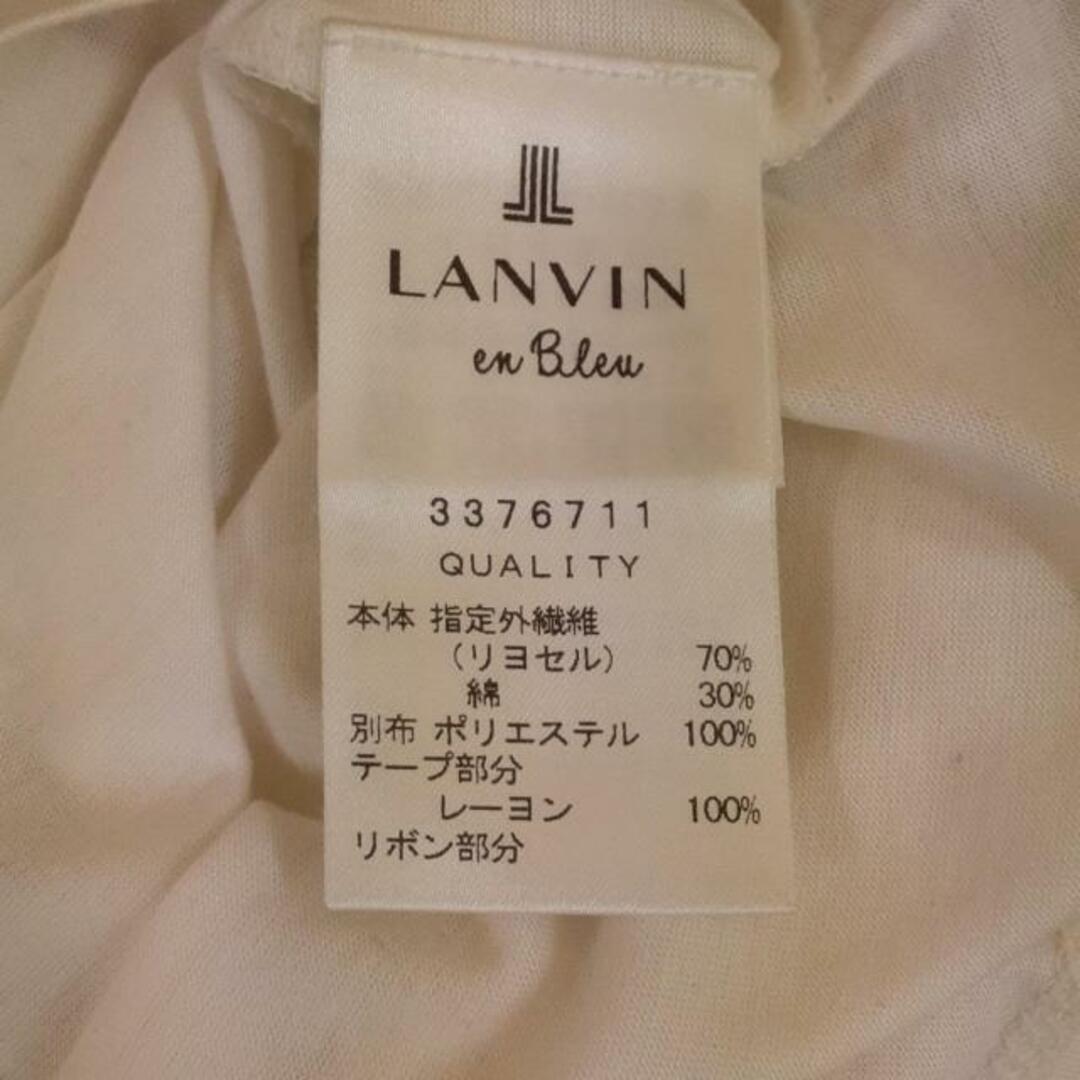 LANVIN
en Bleu
3376711
QUALITY
本体 指定外繊維
(リヨセル) 70%
綿 30%
別布 ポリエステル 100%
テープ部分
レーヨン 100%
リボン部分